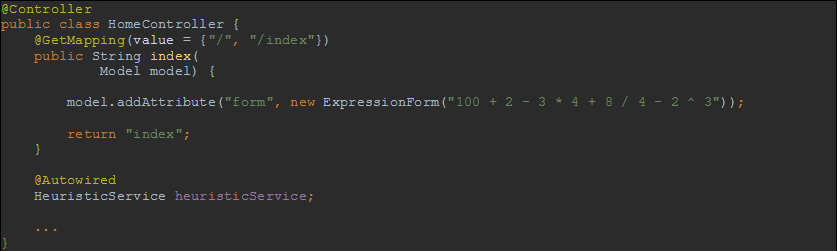 @Controller
public class HomeController {
@GetMapping(value = {"/", "/index"})
public String index(
Model model) {
model.addAttribute("form", new ExpressionForm("100 + 2 - 3 * 4 + 8 / 4 - 2 ^ 3"));
return "index";
}
@Autowired
HeuristicService heuristicService;
...
}